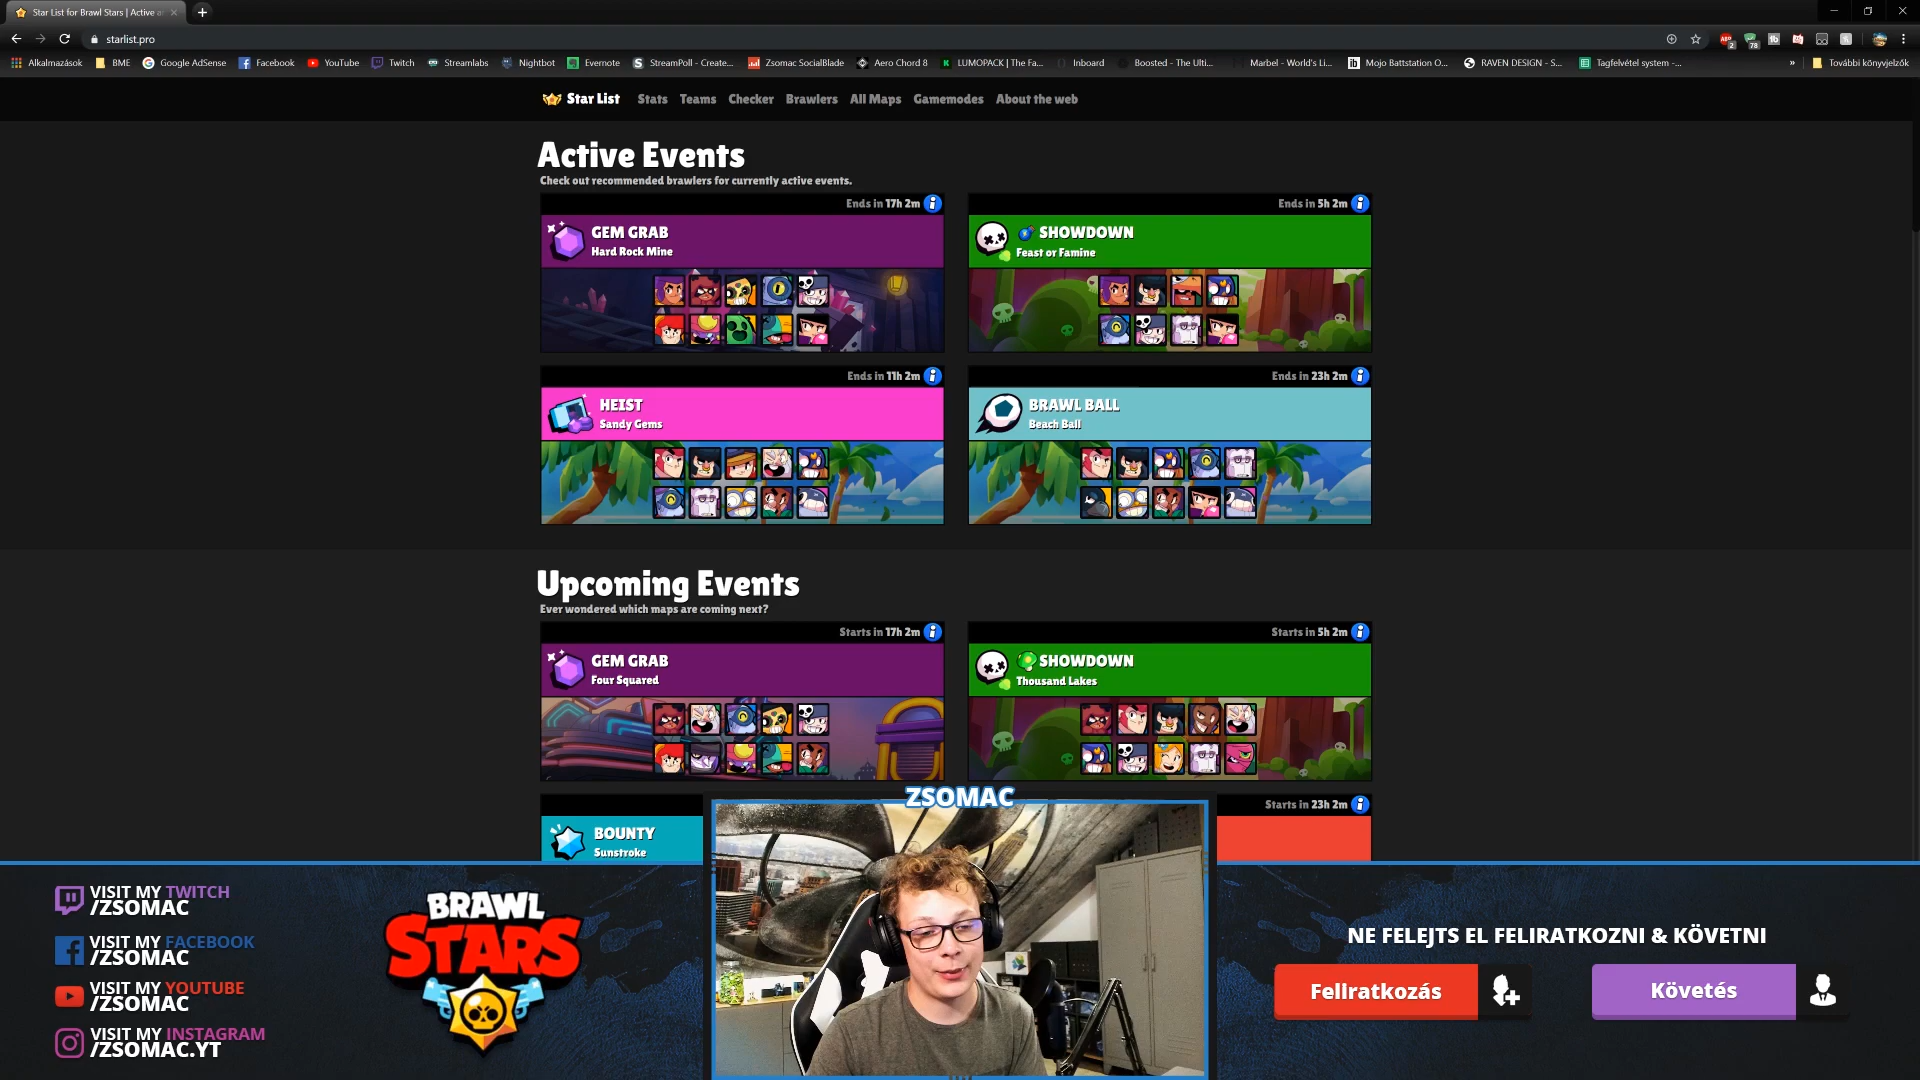 Star List for Brawl Stars | Active a
starlist.pro
2
78
Alkalmazások
BME
Google AdSense
Facebook
YouTube
Twitch
Streamlabs
Nightbot
Evernote
StreamPoll - Create...
Zsomac SocialBlade
Aero Chord 8
LUMOPACK | The Fa...
Inboard
Boosted - The Ulti...
Marbel - World's Li...
Mojo Battstation O...
RAVEN DESIGN - S...
Tagfelvétel system -...
»
További könyvjelzők
Star List
Stats
Teams
Checker
Brawlers
All Maps
Gamemodes
About the web
Active Events
Check out recommended brawlers for currently active events.
Ends in 17h 2m
GEM GRAB
Hard Rock Mine
Ends in 5h 2m
SHOWDOWN
Feast or Famine
Ends in 11h 2m
HEIST
Sandy Gems
Ends in 23h 2m
BRAWL BALL
Beach Ball
Upcoming Events
Ever wondered which maps are coming next?
Starts in 17h 2m
GEM GRAB
Four Squared
Starts in 5h 2m
SHOWDOWN
Thousand Lakes
BOUNTY
Sunstroke
Starts in 23h 2m
ZSOMAC
VISIT MY TWITCH
/ZSOMAC
VISIT MY FACEBOOK
/ZSOMAC
VISIT MY YOUTUBE
/ZSOMAC
VISIT MY INSTAGRAM
/ZSOMAC.YT
BRAWL
STARS
NE FELEJTS EL FELIRATKOZNI & KÖVETNI
Feliratkozás
Követés